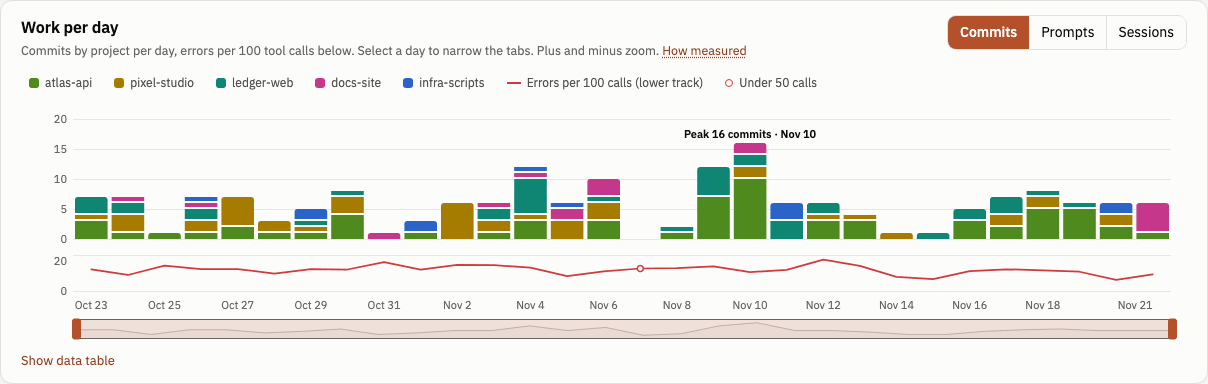 Work per day
Commits by project per day, errors per 100 tool calls below. Select a day to narrow the tabs. Plus and minus zoom. How measured
Commits Prompts Sessions
atlas-api pixel-studio ledger-web docs-site infra-scripts Errors per 100 calls (lower track) Under 50 calls
20
Peak 16 commits · Nov 10
15
10
5
0
20
0
Oct 23 Oct 25 Oct 27 Oct 29 Oct 31 Nov 2 Nov 4 Nov 6 Nov 8 Nov 10 Nov 12 Nov 14 Nov 16 Nov 18 Nov 21
Show data table